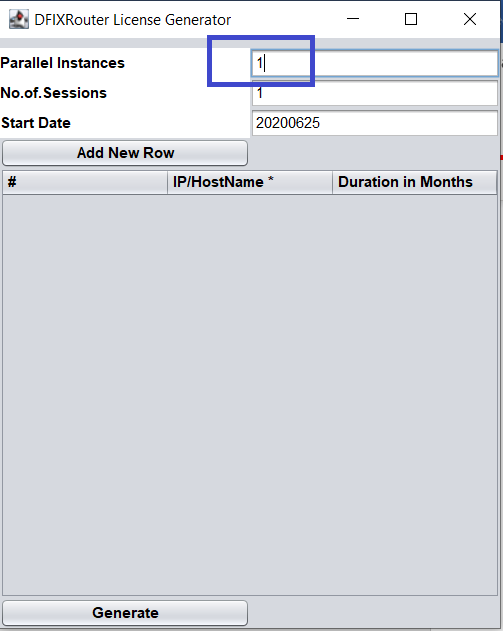 DFIXRouter License Generator
Parallel Instances 1
No.of.Sessions 1
Start Date 20200625
Add New Row
# IP/HostName * Duration in Months
Generate